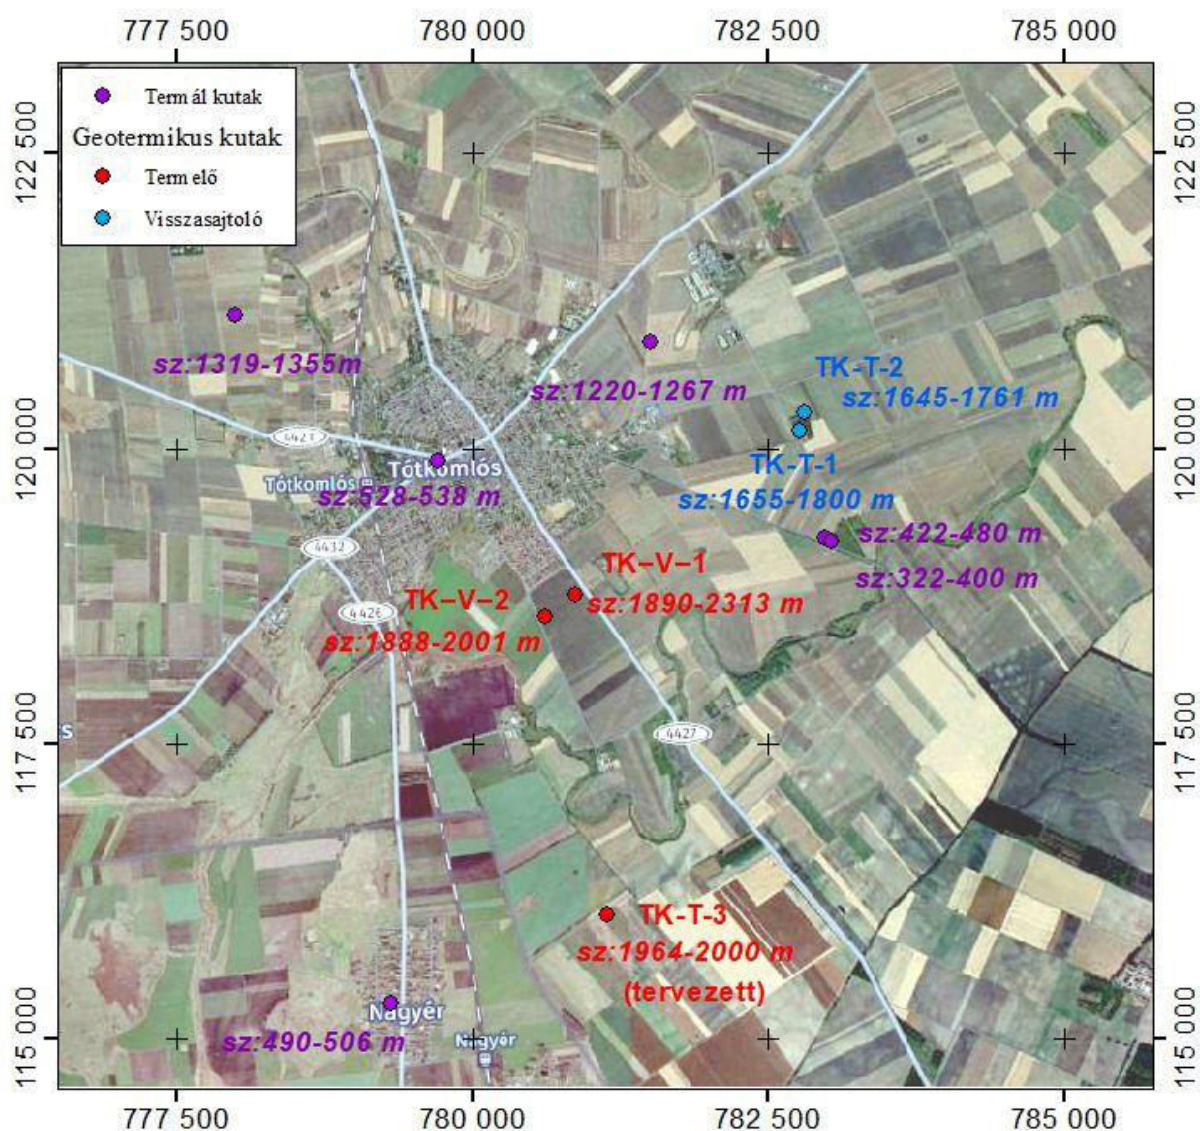 777 500 780 000 782 500 785 000
122 500
122 500
Termál kutak
Geotermikus kutak
Termelő
Visszasajtoló
sz:1319-1355m
sz:1220-1267 m
TK-T-2
sz:1645-1761 m
4421
120 000
120 000
Tótkomlós
Tótkomlós
sz:528-538 m
TK-T-1
sz:1655-1800 m
sz:422-480 m
4432
TK–V–1
sz:322-400 m
TK–V–2
sz:1890-2313 m
4426
sz:1888-2001 m
s
117 500
4427
117 500
TK-T-3
sz:1964-2000 m
(tervezett)
Nagyér
sz:490-506 m
Nagyér
115 000
115 000
777 500 780 000 782 500 785 000